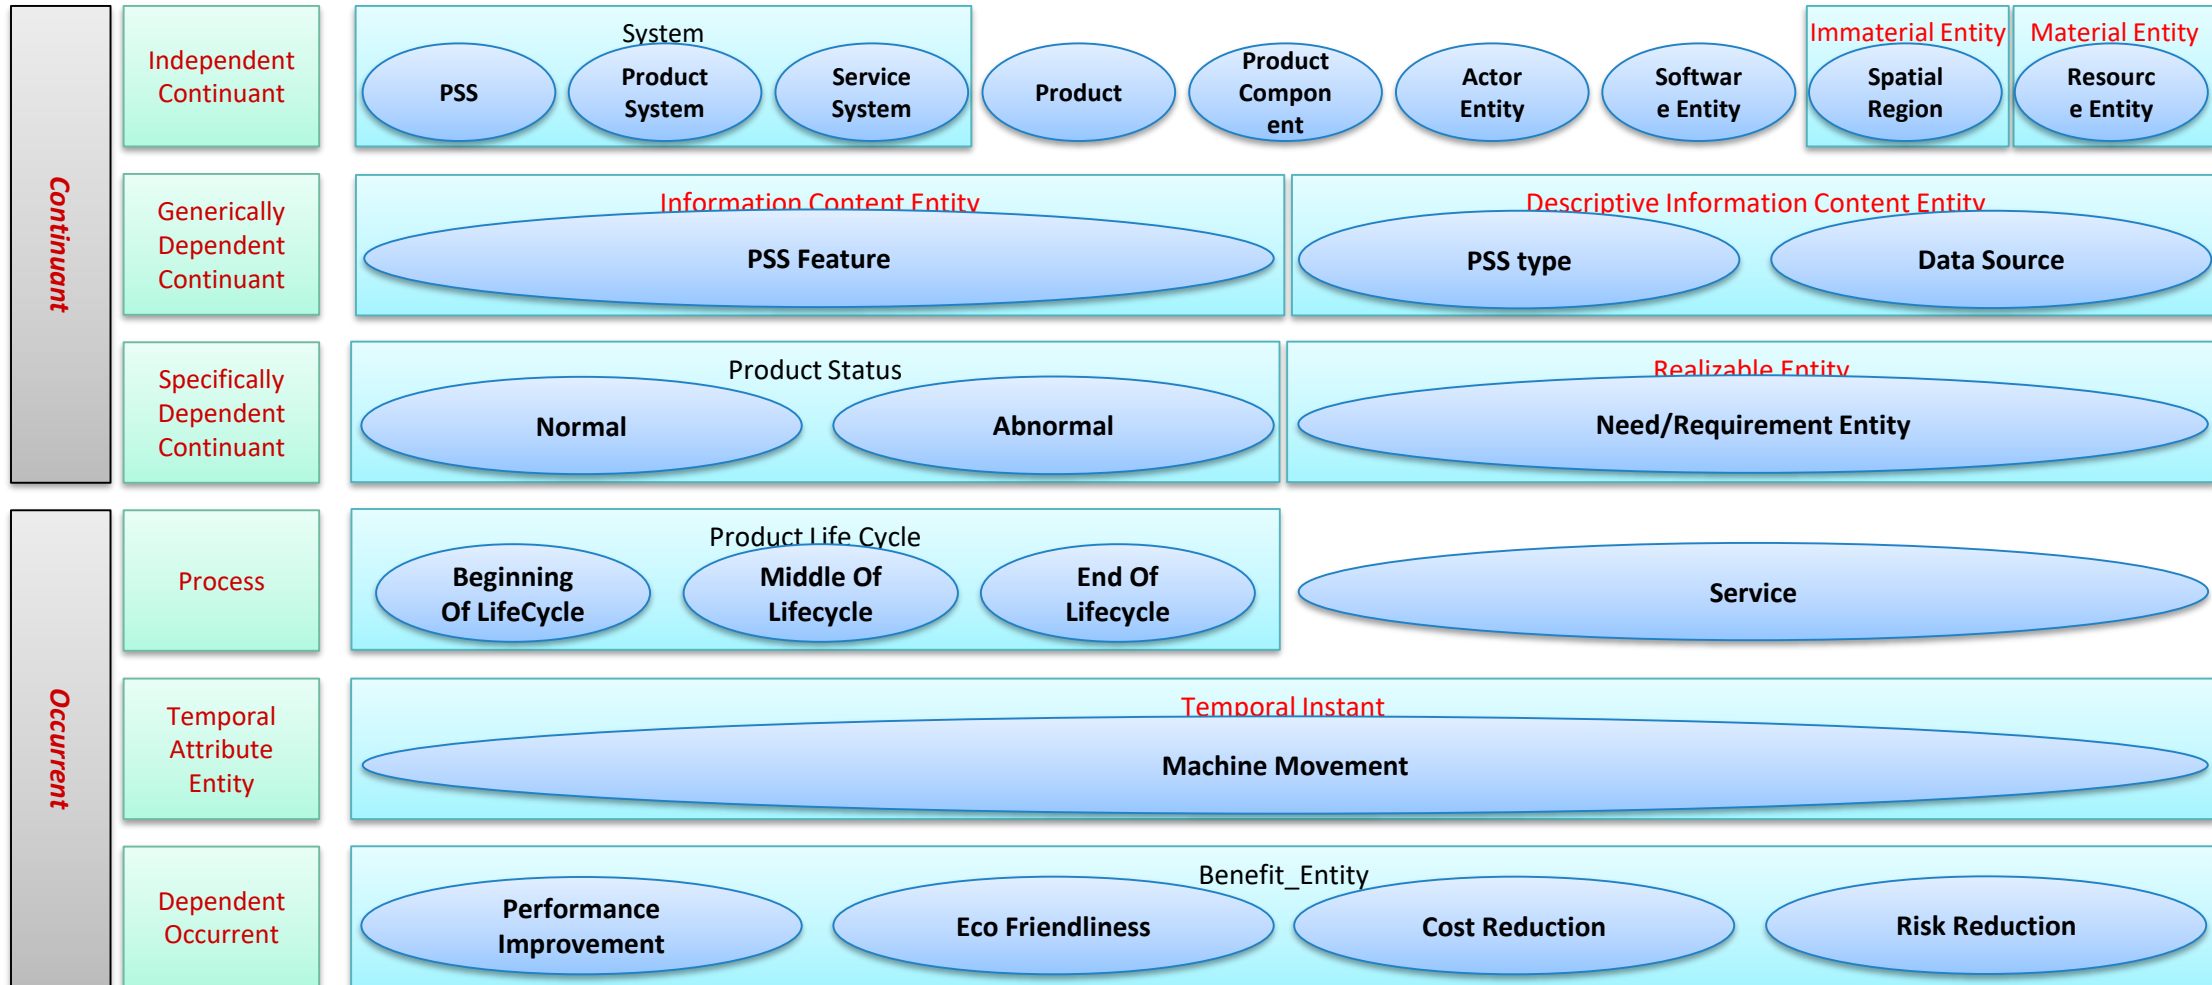 Continuant
Independent
Continuant
System
PSS
Product
System
Service
System
Product
Product
Compon
ent
Actor
Entity
Softwar
e Entity
Immaterial Entity
Spatial
Region
Material Entity
Resourc
e Entity
Generically
Dependent
Continuant
Information Content Entity
PSS Feature
Descriptive Information Content Entity
PSS type
Data Source
Specifically
Dependent
Continuant
Product Status
Normal
Abnormal
Realizable Entity
Need/Requirement Entity
Occurrent
Process
Product Life Cycle
Beginning
Of LifeCycle
Middle Of
Lifecycle
End Of
Lifecycle
Service
Temporal
Attribute
Entity
Temporal Instant
Machine Movement
Dependent
Occurrent
Benefit_Entity
Performance
Improvement
Eco Friendliness
Cost Reduction
Risk Reduction